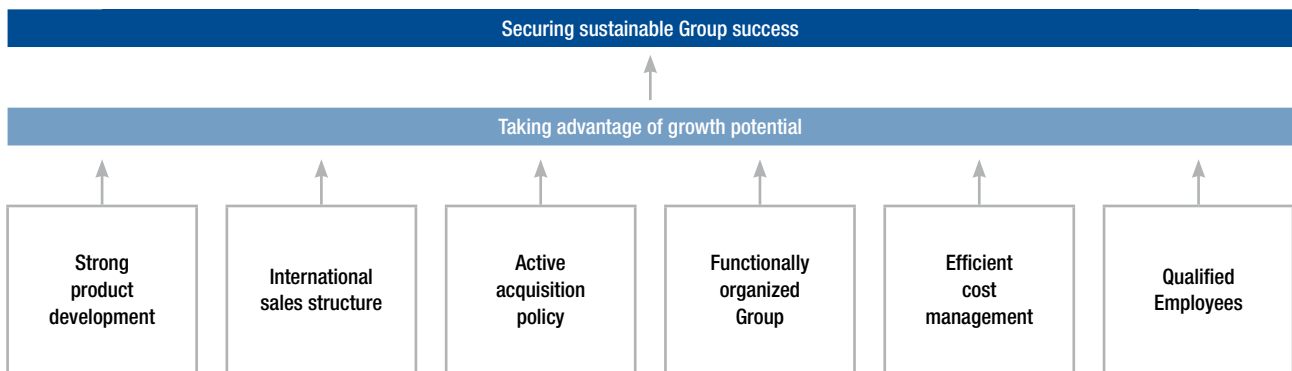 Securing sustainable Group success
Taking advantage of growth potential
Strong
product
development
International
sales structure
Active
acquisition
policy
Functionally
organized
Group
Efficient
cost
management
Qualified
Employees